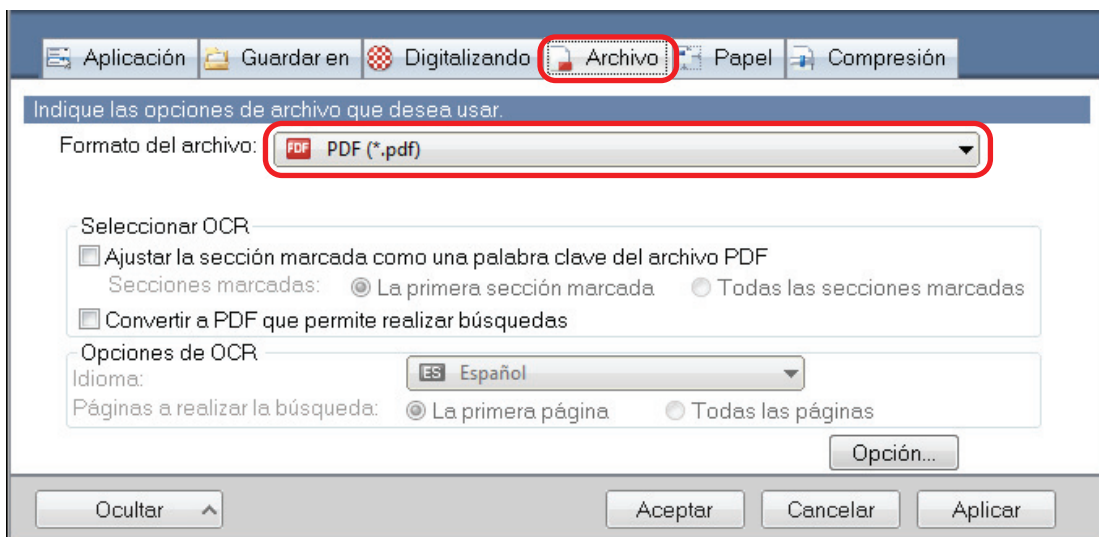 Aplicación Guardar en Digitalizando Archivo Papel Compresión
Indique las opciones de archivo que desea usar.
Formato del archivo: PDF PDF (*.pdf)
Seleccionar OCR
Ajustar la sección marcada como una palabra clave del archivo PDF
Secciones marcadas: La primera sección marcada Todas las secciones marcadas
Convertir a PDF que permite realizar búsquedas
Opciones de OCR
Idioma: ES Español
Páginas a realizar la búsqueda: La primera página Todas las páginas
Opción...
Ocultar Aceptar Cancelar Aplicar